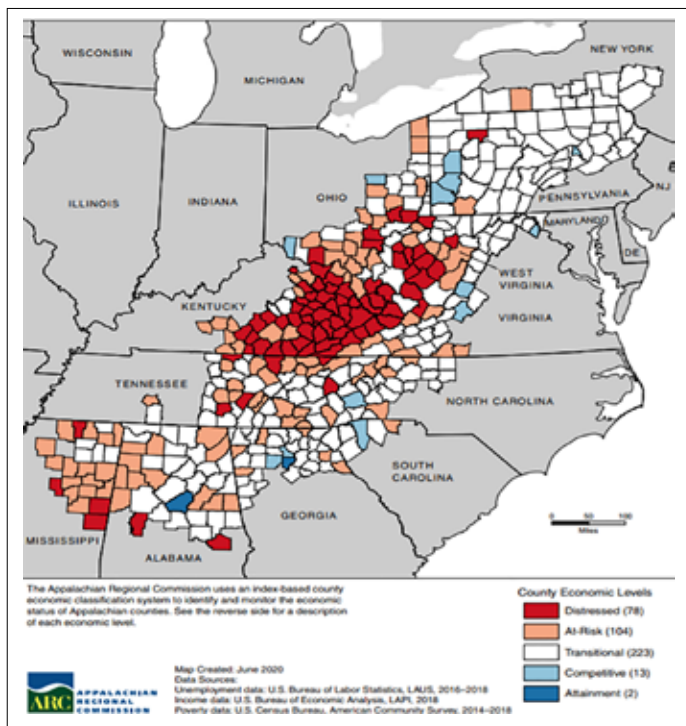 WISCONSIN
NEW YORK
MICHIGAN
ILLINOIS
INDIANA
OHIO
PENNSYLVANIA
NJ
MARYLAND
DE
WEST
VIRGINIA
KENTUCKY
VIRGINIA
TENNESSEE
NORTH CAROLINA
SOUTH
CAROLINA
GEORGIA
MISSISSIPPI
ALABAMA
0 50 100
Miles
The Appalachian Regional Commission uses an index-based county
economic classification system to identify and monitor the economic
status of Appalachian counties. See the reverse side for a description
of each economic level.
County Economic Levels
Distressed (78)
At-Risk (104)
Transitional (223)
Competitive (13)
Attainment (2)
Map Created: June 2020
Data Sources:
Unemployment data: U.S. Bureau of Labor Statistics, LAUS, 2016–2018
Income data: U.S. Bureau of Economic Analysis, LAPI, 2018
Poverty data: U.S. Census Bureau, American Community Survey, 2014–2018
ARC
APPALACHIAN
REGIONAL
COMMISSION